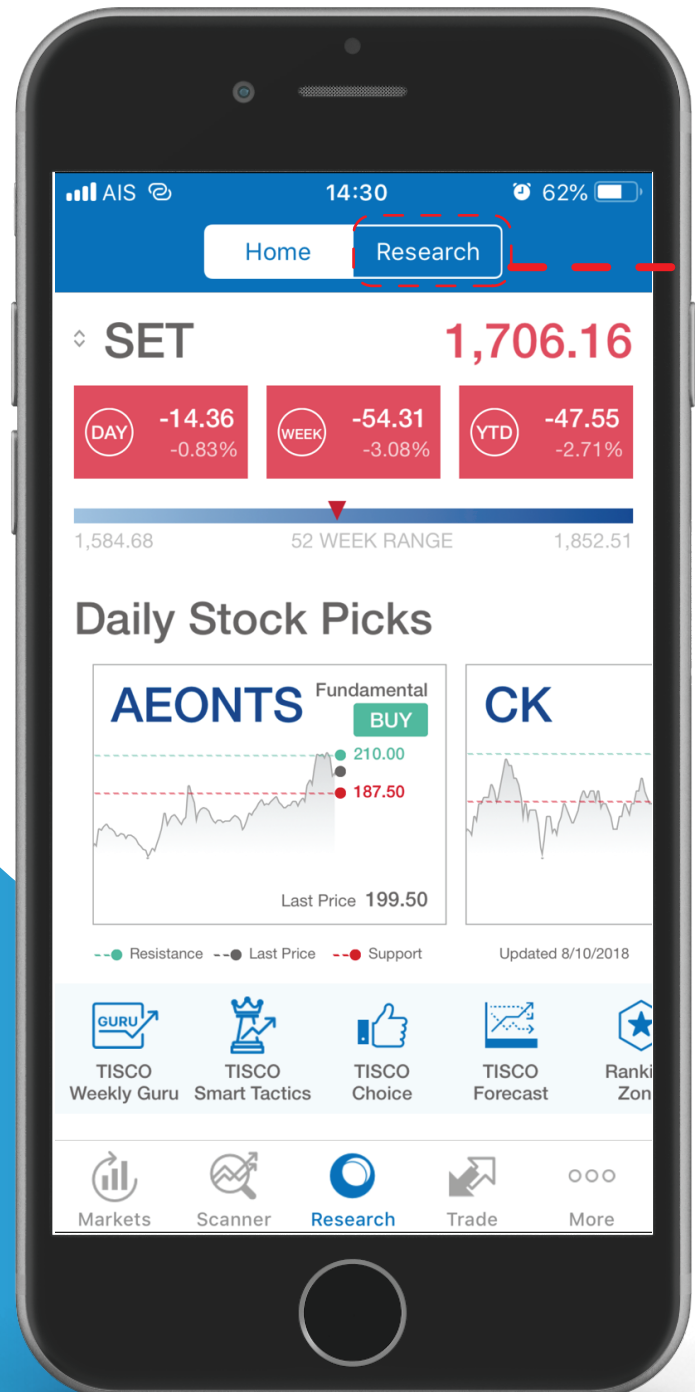 AIS 14:30 62%
Home Research
SET 1,706.16
DAY -14.36 -0.83%
WEEK -54.31 -3.08%
YTD -47.55 -2.71%
1,584.68 52 WEEK RANGE 1,852.51
Daily Stock Picks
AEONTS Fundamental
BUY
210.00
187.50
Last Price 199.50
CK
Resistance Last Price Support Updated 8/10/2018
GURU
TISCO
Weekly Guru
TISCO
Smart Tactics
TISCO
Choice
TISCO
Forecast
Ranki
Zon
Markets Scanner Research Trade More